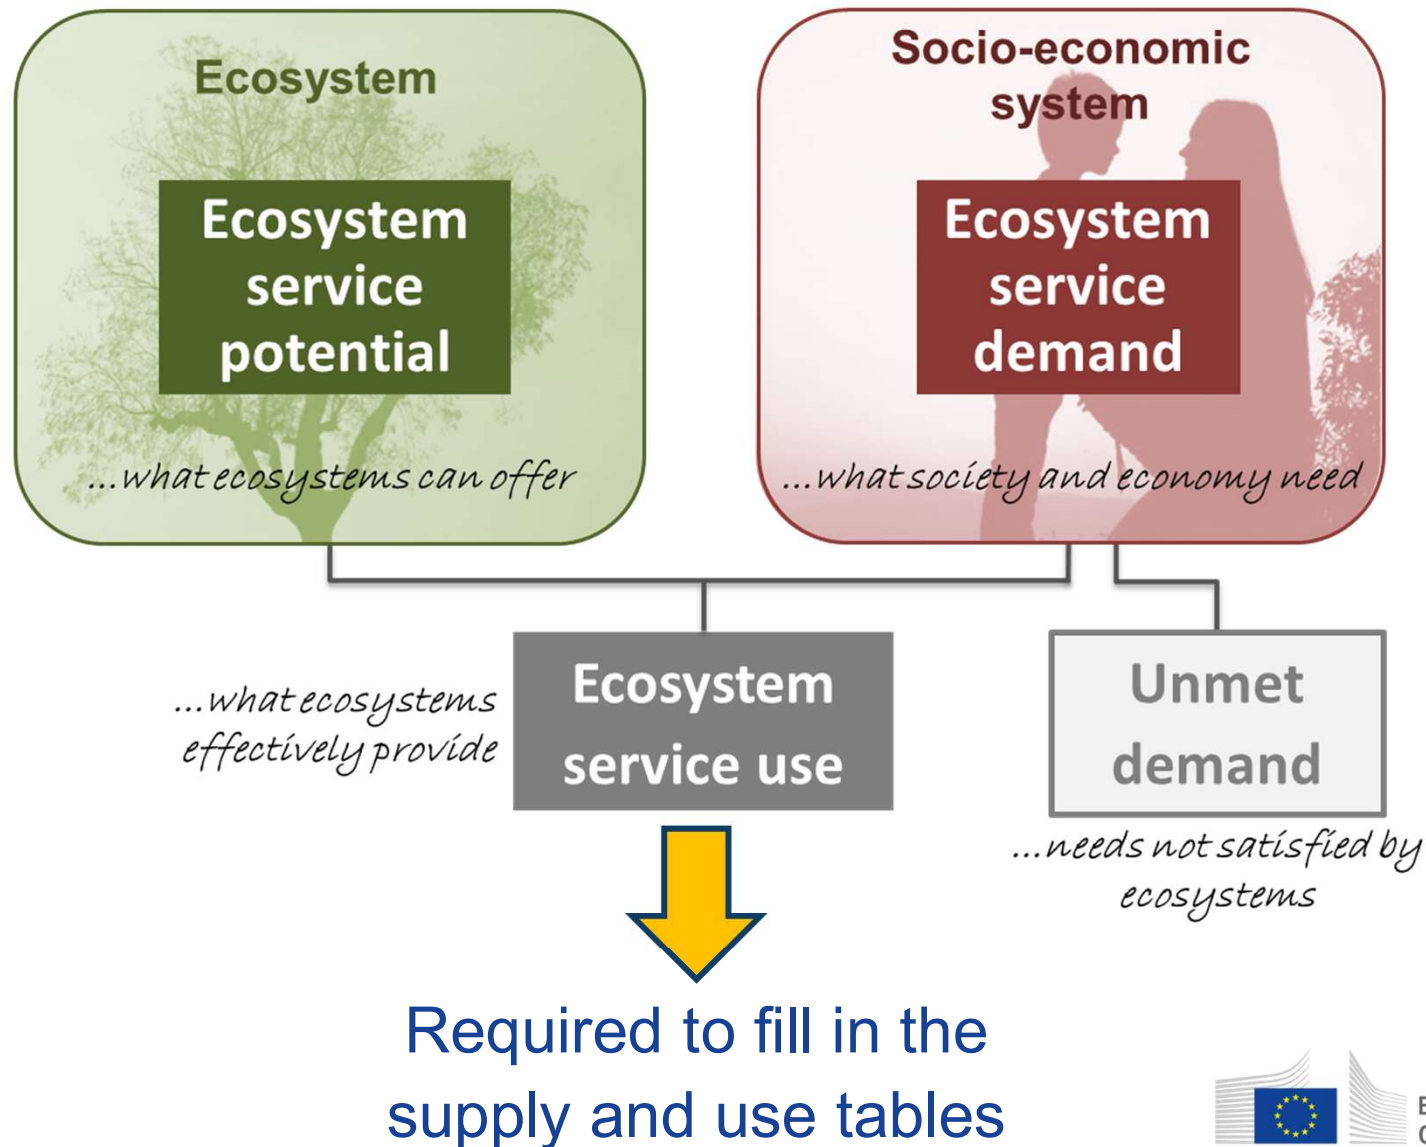 Ecosystem
Ecosystem
service
potential
...what ecosystems can offer
Socio-economic
system
Ecosystem
service
demand
...what society and economy need
...what ecosystems
effectively provide
Ecosystem
service use
Unmet
demand
...needs not satisfied by
ecosystems
Required to fill in the
supply and use tables